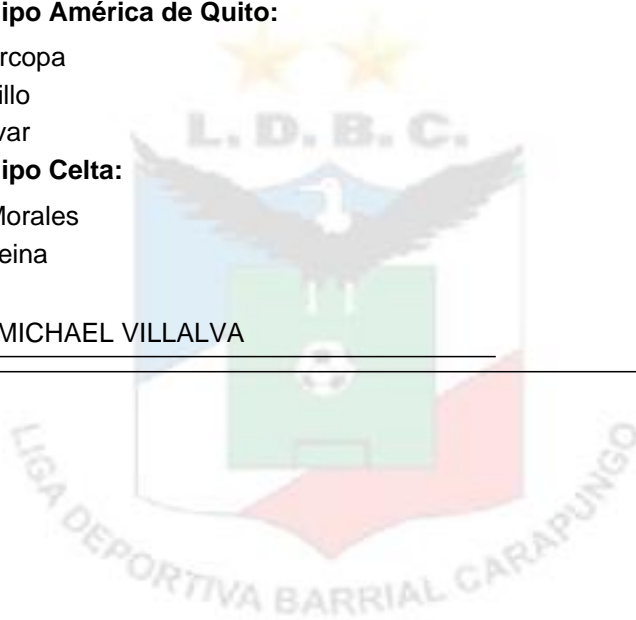 ipo América de Quito:
rcopa
illo
var
ipo Celta:
Morales
eina
MICHAEL VILLALVA
L. D. B. C.
LIGA DEPORTIVA BARRIAL CARAPUNGO